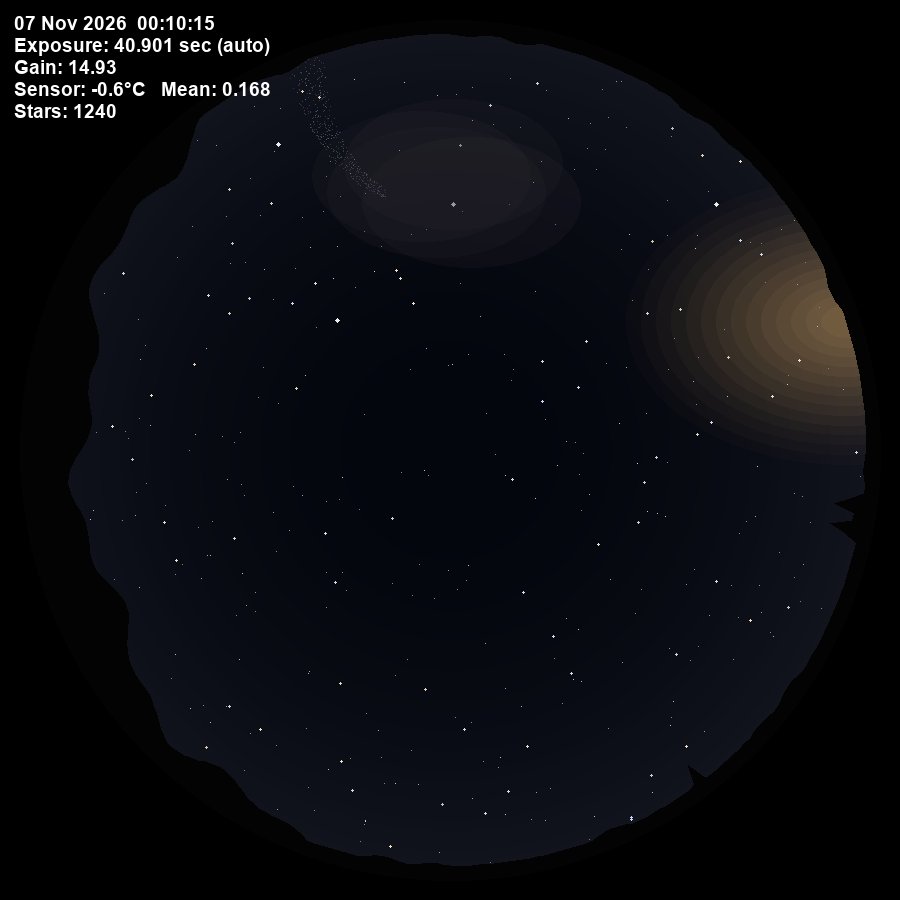 07 Nov 2026  00:10:15
Exposure: 40.901 sec (auto)
Gain: 14.93
Sensor: -0.6°C   Mean: 0.168
Stars: 1240